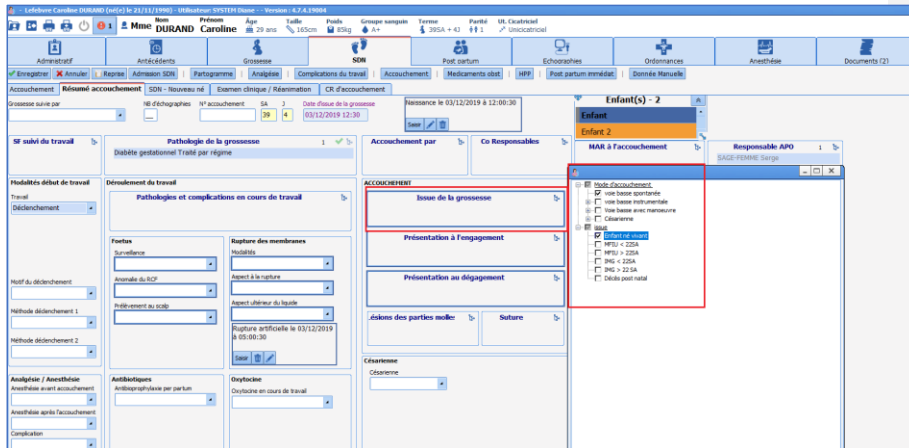 Lefebvre Caroline DURAND (né(e) le 21/11/1990) - Utilisateur: SYSTEM Diane - - Version : 4.7.4.19004
1 Mme Nom DURAND Prénom Caroline Âge 29 ans Taille 165cm Poids 85kg Groupe sanguin A+ Terme 39SA + 4J Parité 1 UL Cicatriciel Unicicatriciel
Administratif Antécédents Grossesse SDN Post partum Echographies Ordonnances Anesthésie Documents (2)
Enregistrer Annuler Reprise Admission SDN Partogramme Analgésie Complications du travail Accouchement Medicaments obst HPP Post partum immédat Donnée Manuelle
Accouchement Résumé accouchement SDN - Nouveau né Examen clinique / Réanimation CR d'accouchement
Grossesse suivie par NB d'échographies N° accouchement SA J Date d'issue de la grossesse
39 4 03/12/2019 12:30
Naissance le 03/12/2019 à 12:00:30
Saisir
Enfant(s) - 2
Enfant
Enfant 2
SF suivi du travail
Pathologie de la grossesse 1
Diabète gestationnel Traité par régime
Accouchement par
Co Responsables
MAR à l'accouchement
Responsable APO 1
SAGE-FEMME Serge
Modalités début de travail
Travail
Déclenchement
Motif du déclenchement
Méthode déclenchement 1
Méthode déclenchement 2
Déroulement du travail
Pathologies et complications en cours de travail
Foetus
Surveillance
Anomalie du RCF
Prélèvement au scalp
Rupture des membranes
Modalités
Aspect à la rupture
Aspect ultérieur du liquide
Rupture artificielle le 03/12/2019
à 05:00:30
Saisir
ACCOUCHEMENT
Issue de la grossesse
Présentation à l'engagement
Présentation au dégagement
.ésions des parties molle:
Suture
Césarienne
Césarienne
Mode d'accouchement
voie basse spontanée
voie basse instrumentale
Voie basse avec manoeuvre
Césarienne
Issue
Enfant né vivant
MFIU < 22SA
MFIU > 22SA
IMG < 22SA
IMG > 22 SA
Décès post natal
Analgésie / Anesthésie
Anesthésie avant accouchement
Anesthésie après l'accouchement
Complication
Antibiotiques
Antibioprophylaxie per partum
Oxytocine
Oxytocine en cours de travail